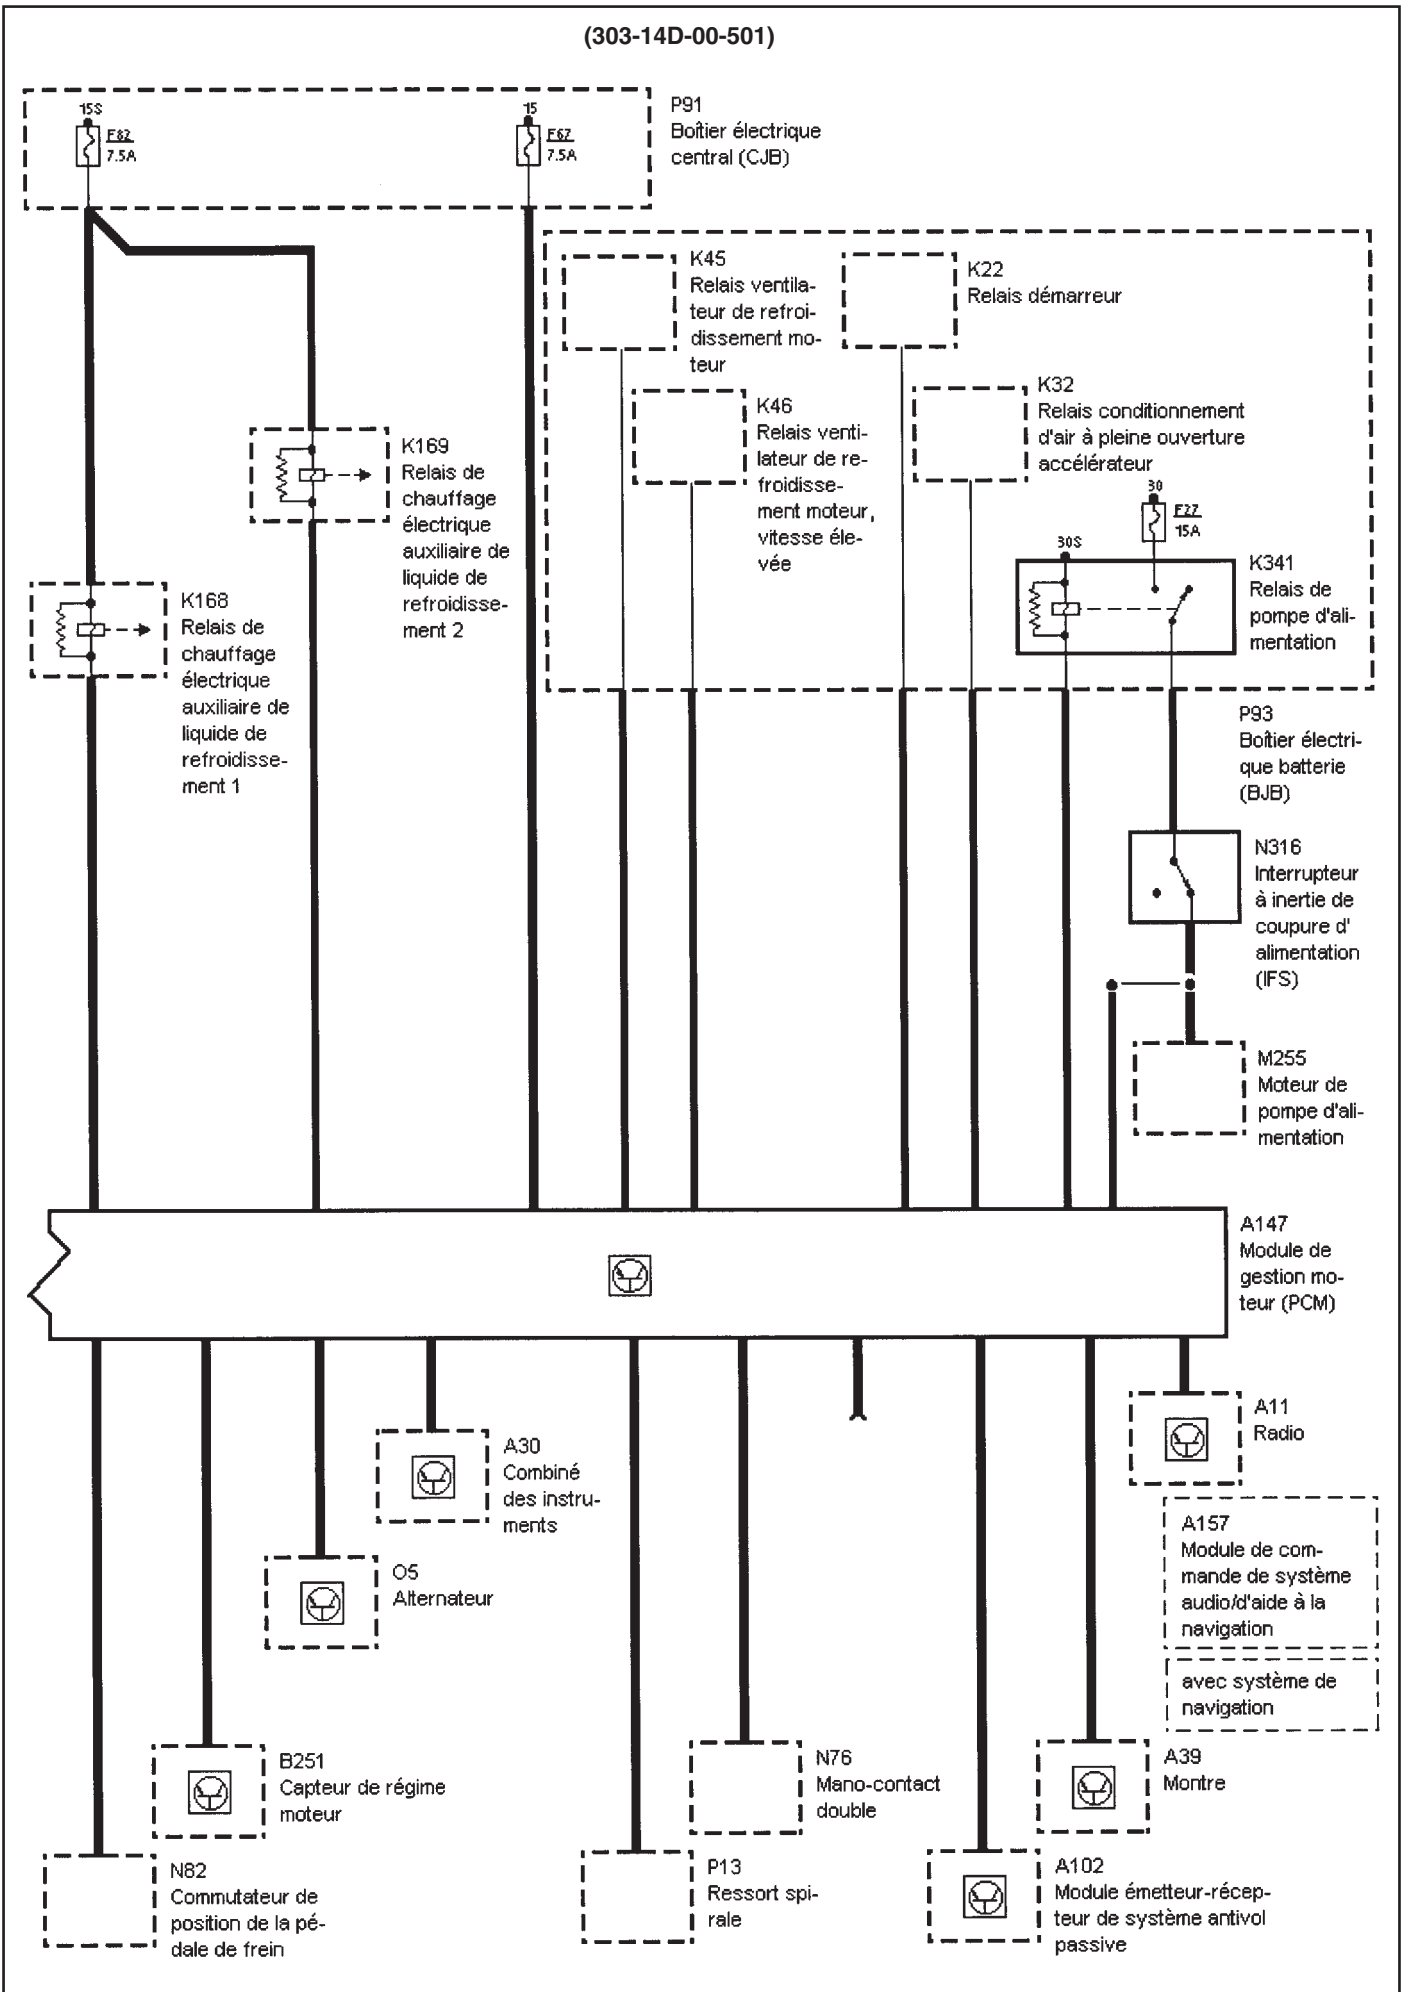 (303-14D-00-501)
15S
F82
7.5A
15
F67
7.5A
P91
Boîtier électrique
central (CJB)
K45
Relais ventila-
teur de refroi-
dissement mo-
teur
K22
Relais démarreur
K46
Relais venti-
lateur de re-
froidisse-
ment moteur,
vitesse éle-
vée
K32
Relais conditionnement
d'air à pleine ouverture
accélérateur
30
F27
15A
30S
K341
Relais de
pompe d'ali-
mentation
K169
Relais de
chauffage
électrique
auxiliaire de
liquide de
refroidisse-
ment 2
K168
Relais de
chauffage
électrique
auxiliaire de
liquide de
refroidisse-
ment 1
P93
Boîtier électri-
que batterie
(BJB)
N316
Interrupteur
à inertie de
coupure d'
alimentation
(IFS)
M255
Moteur de
pompe d'ali-
mentation
A147
Module de
gestion mo-
teur (PCM)
A11
Radio
A30
Combiné
des instru-
ments
A157
Module de com-
mande de système
audio/d'aide à la
navigation
O5
Alternateur
avec système de
navigation
B251
Capteur de régime
moteur
N76
Mano-contact
double
A39
Montre
N82
Commutateur de
position de la pé-
dale de frein
P13
Ressort spi-
rale
A102
Module émetteur-récep-
teur de système antivol
passive